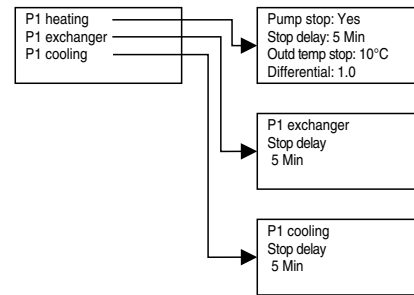 P1 heating
P1 exchanger
P1 cooling
Pump stop: Yes
Stop delay: 5 Min
Outd temp stop: 10°C
Differential: 1.0
P1 exchanger
Stop delay
5 Min
P1 cooling
Stop delay
5 Min